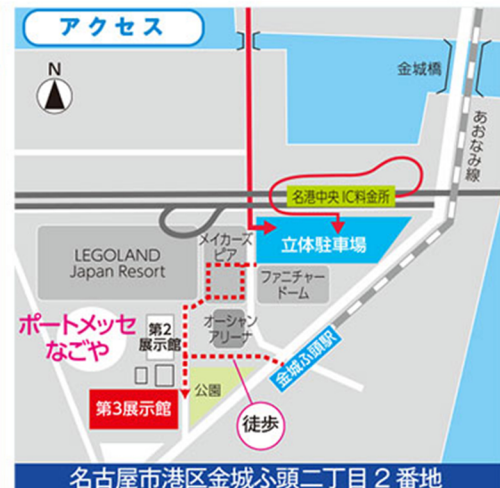 アクセス
N
金城橋
あおなみ線
名港中央IC料金所
立体駐車場
メイカーズ
ピア
LEGOLAND
Japan Resort
ファニチャー
ドーム
オーシャン
アリーナ
ポートメッセ
なごや
第2
展示館
金城ふ頭駅
公園
第3展示館
徒歩
名古屋市港区金城ふ頭二丁目2番地